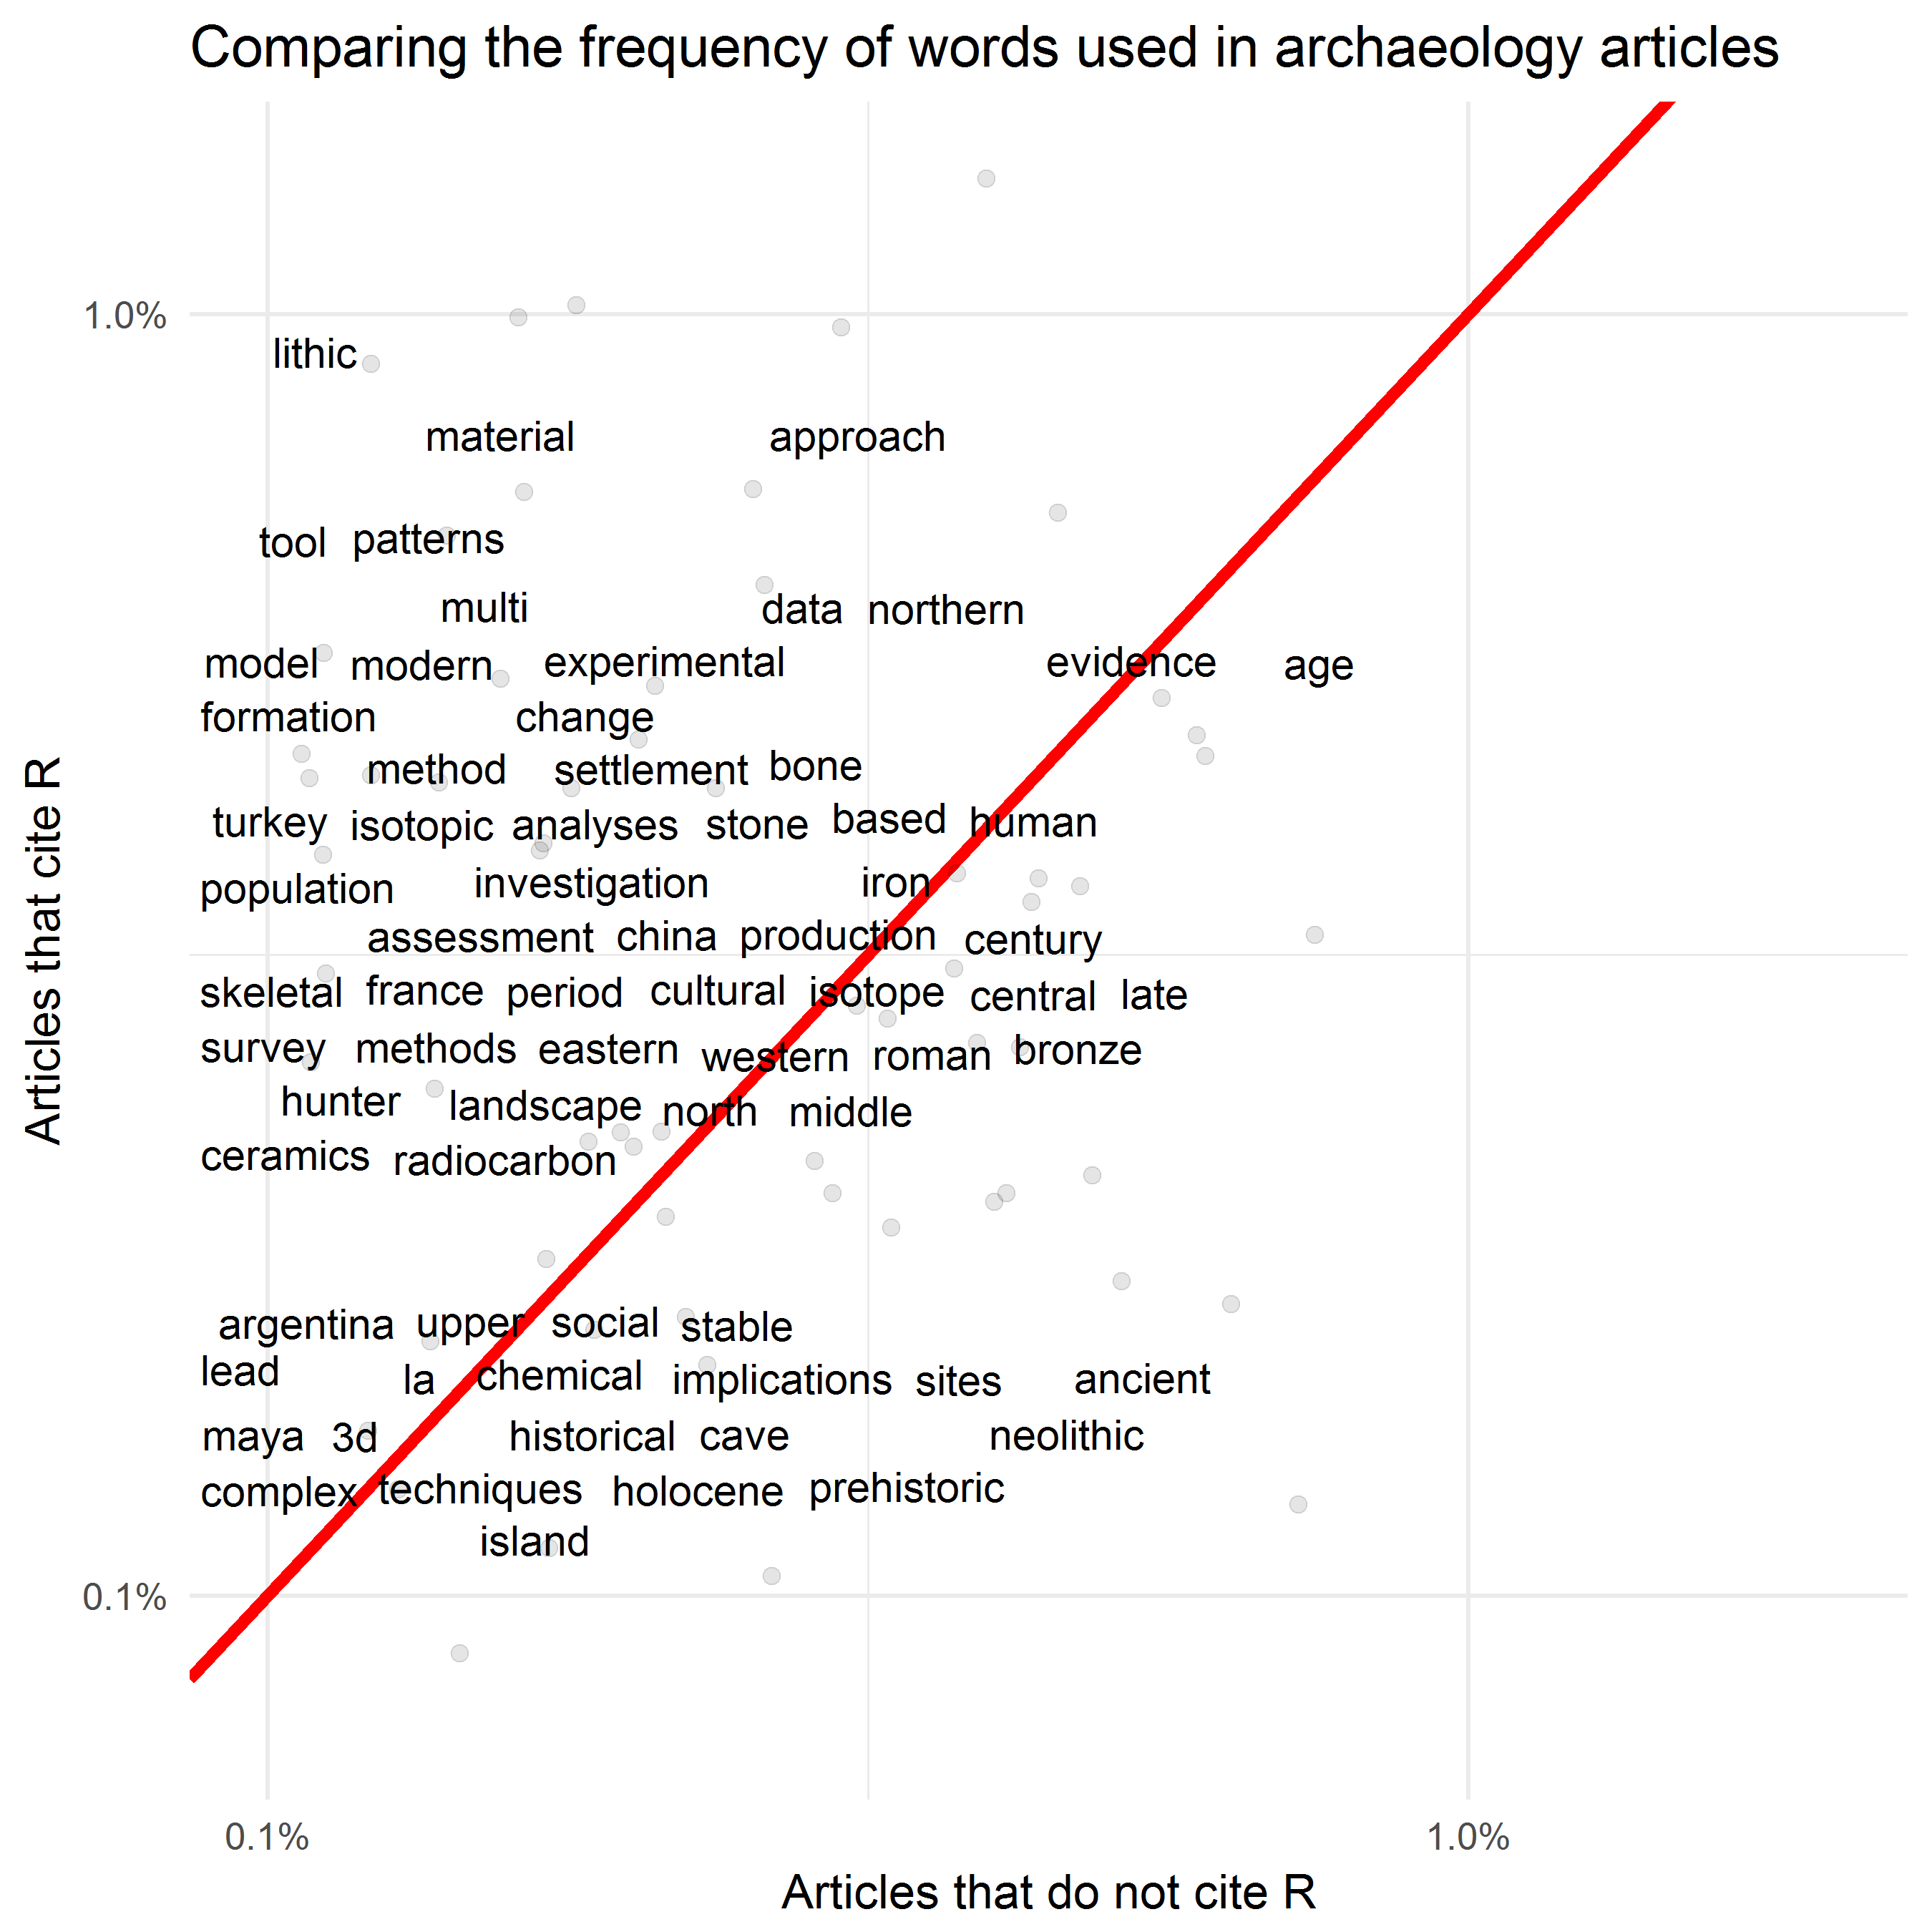 Comparing the frequency of words used in archaeology articles
1.0%
lithic
material approach
tool patterns
multi data northern
model modern experimental evidence age
formation change
method settlement bone
turkey isotopic analyses stone based human
population investigation iron
assessment china production century
skeletal france period cultural isotope central late
survey methods eastern western roman bronze
hunter landscape north middle
ceramics radiocarbon
argentina upper social stable
lead la chemical implications sites ancient
maya 3d historical cave neolithic
complex techniques holocene prehistoric
island
0.1%
Articles that cite R
0.1% 1.0%
Articles that do not cite R